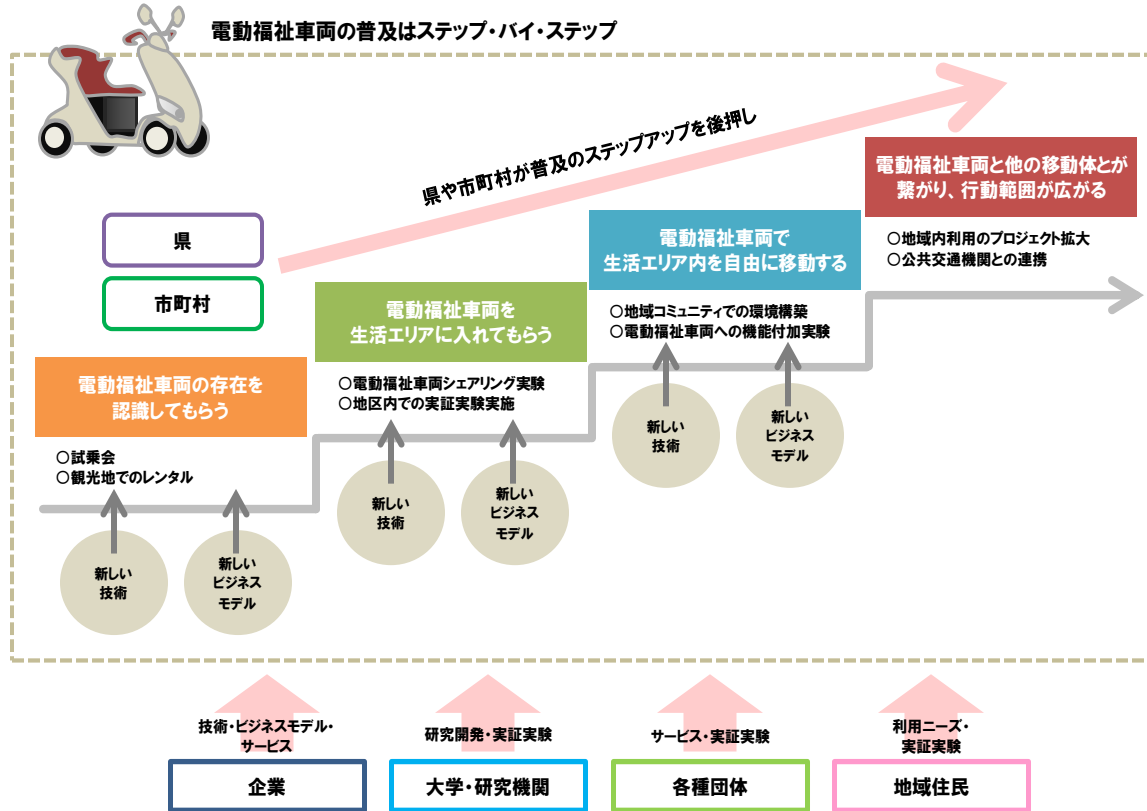 電動福祉車両の普及はステップ・バイ・ステップ
県や市町村が普及のステップアップを後押し
県
市町村
電動福祉車両の存在を
認識してもらう
○試乗会
○観光地でのレンタル
新しい
技術
新しい
ビジネス
モデル
電動福祉車両を
生活エリアに入れてもらう
○電動福祉車両シェアリング実験
○地区内での実証実験実施
新しい
技術
新しい
ビジネス
モデル
電動福祉車両で
生活エリア内を自由に移動する
○地域コミュニティでの環境構築
○電動福祉車両への機能付加実験
新しい
技術
新しい
ビジネス
モデル
電動福祉車両と他の移動体とが
繋がり、行動範囲が広がる
○地域内利用のプロジェクト拡大
○公共交通機関との連携
技術・ビジネスモデル・
サービス
企業
研究開発・実証実験
大学・研究機関
サービス・実証実験
各種団体
利用ニーズ・
実証実験
地域住民